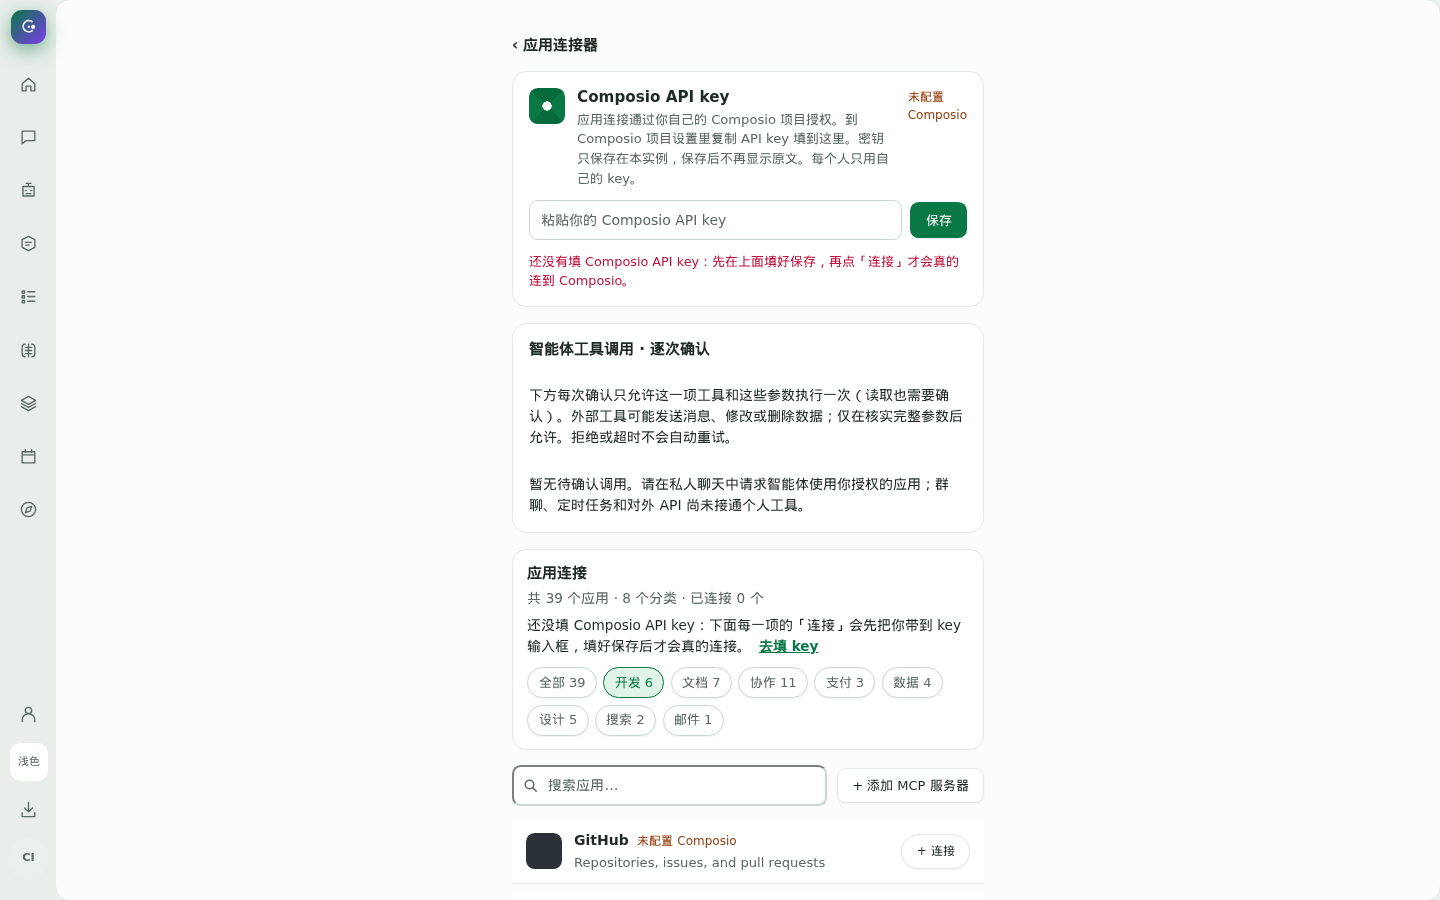 ‹ 应用连接器
Composio API key
未配置
Composio
应用连接通过你自己的 Composio 项目授权。到
Composio 项目设置里复制 API key 填到这里。密钥
只保存在本实例，保存后不再显示原文。每个人只用自
己的 key。
粘贴你的 Composio API key
保存
还没有填 Composio API key：先在上面填好保存，再点「连接」才会真的
连到 Composio。
智能体工具调用 · 逐次确认
下方每次确认只允许这一项工具和这些参数执行一次（读取也需要确
认）。外部工具可能发送消息、修改或删除数据；仅在核实完整参数后
允许。拒绝或超时不会自动重试。
暂无待确认调用。请在私人聊天中请求智能体使用你授权的应用；群
聊、定时任务和对外 API 尚未接通个人工具。
应用连接
共 39 个应用 · 8 个分类 · 已连接 0 个
还没填 Composio API key：下面每一项的「连接」会先把你带到 key
输入框，填好保存后才会真的连接。 去填 key
全部 39 开发 6 文档 7 协作 11 支付 3 数据 4
设计 5 搜索 2 邮件 1
搜索应用...
+ 添加 MCP 服务器
GitHub 未配置 Composio
Repositories, issues, and pull requests
+ 连接
浅色
CI